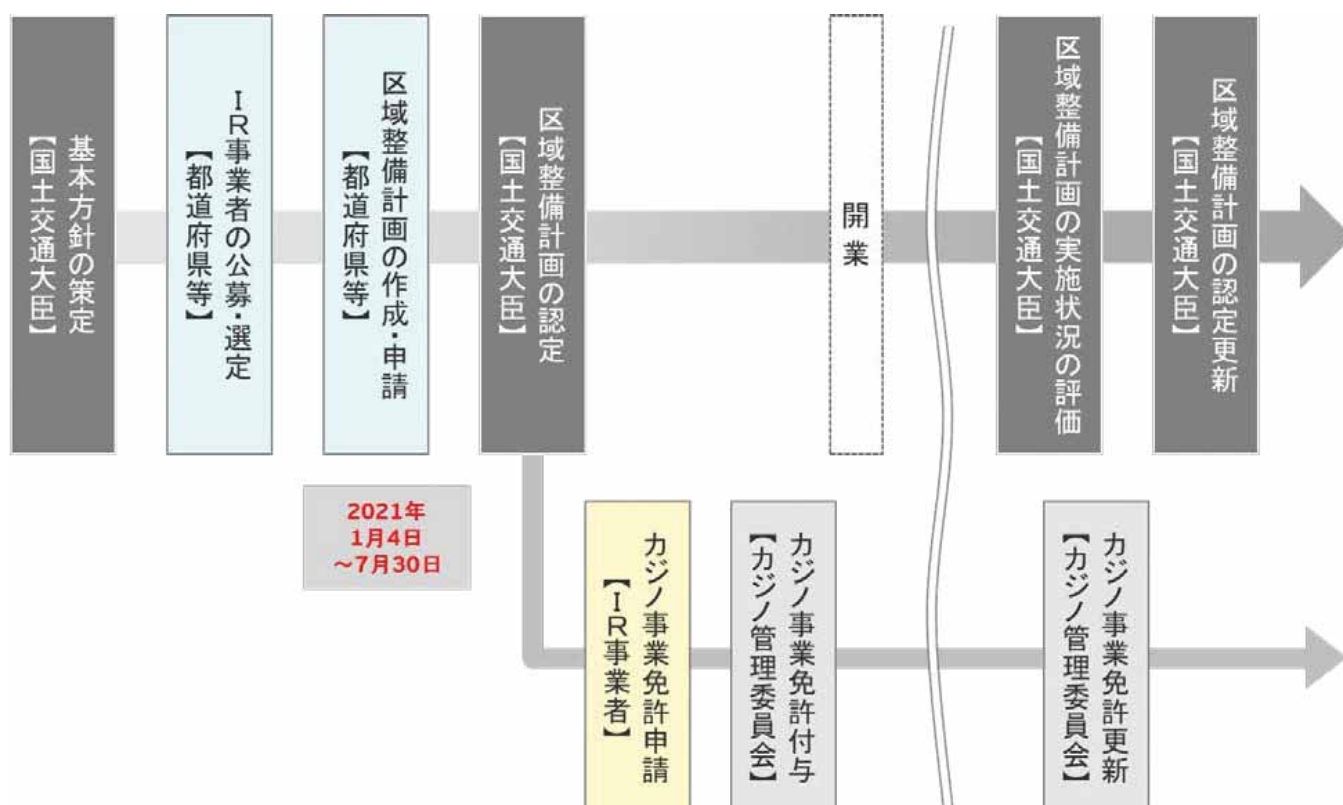 基本方針の策定
【国土交通大臣】
IR事業者の公募・選定
【都道府県等】
区域整備計画の作成・申請
【都道府県等】
区域整備計画の認定
【国土交通大臣】
開業
区域整備計画の実施状況の評価
【国土交通大臣】
区域整備計画の認定更新
【国土交通大臣】
2021年
1月4日
～7月30日
カジノ事業免許申請
【IR事業者】
カジノ事業免許付与
【カジノ管理委員会】
カジノ事業免許更新
【カジノ管理委員会】